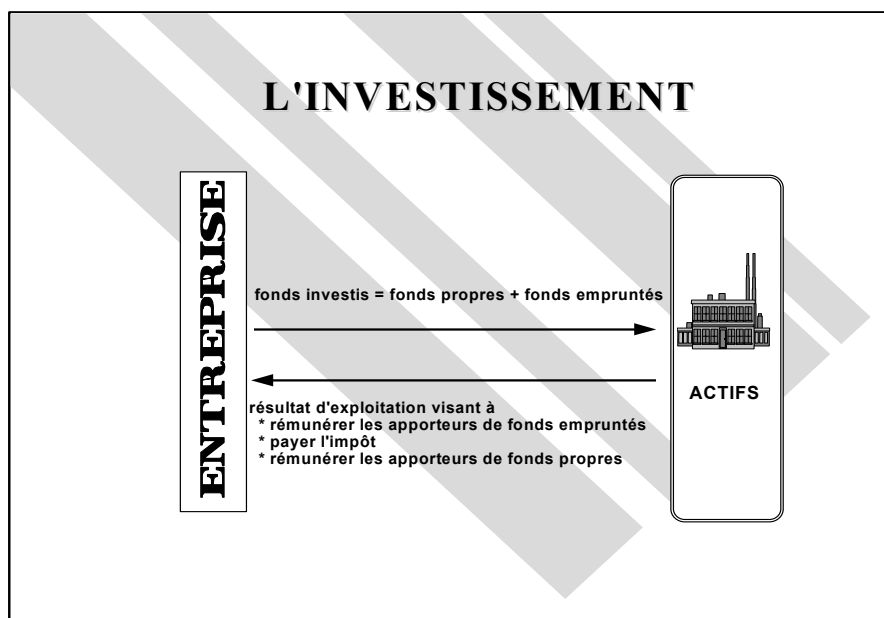 L'INVESTISSEMENT
ENTREPRISE
fonds investis = fonds propres + fonds empruntés
résultat d'exploitation visant à
* rémunérer les apporteurs de fonds empruntés
* payer l'impôt
* rémunérer les apporteurs de fonds propres
ACTIFS